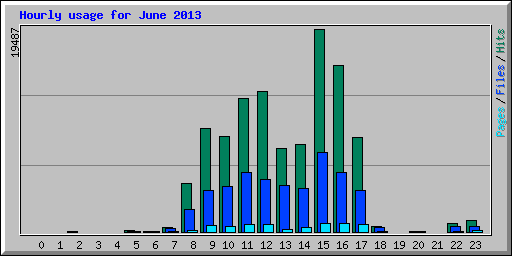 Hourly usage for June 2013
19487
Pages/Files/Hits
0 1 2 3 4 5 6 7 8 9 10 11 12 13 14 15 16 17 18 19 20 21 22 23